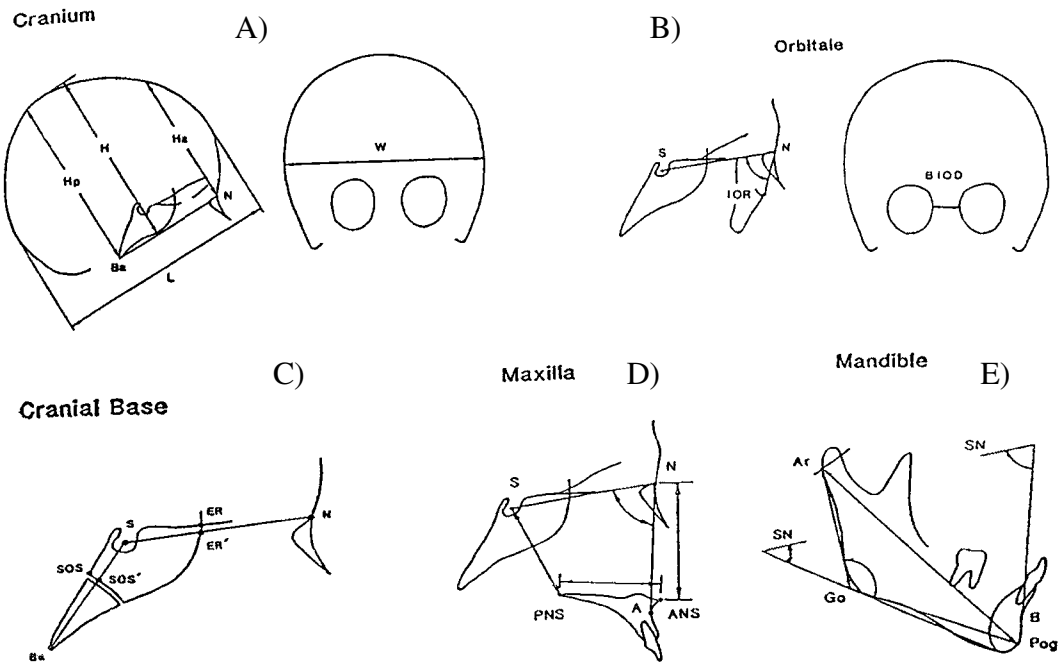 Cranium
A)
H
Ha
Hp
N
Ba
L
W
B)
Orbitale
S
N
IOR
BIOD
C)
Cranial Base
S
ER
N
ER'
SOS
SOS'
Ba
Maxilla
D)
S
N
PNS
A
ANS
Mandible
E)
Ar
SN
SN
Go
B
Pog